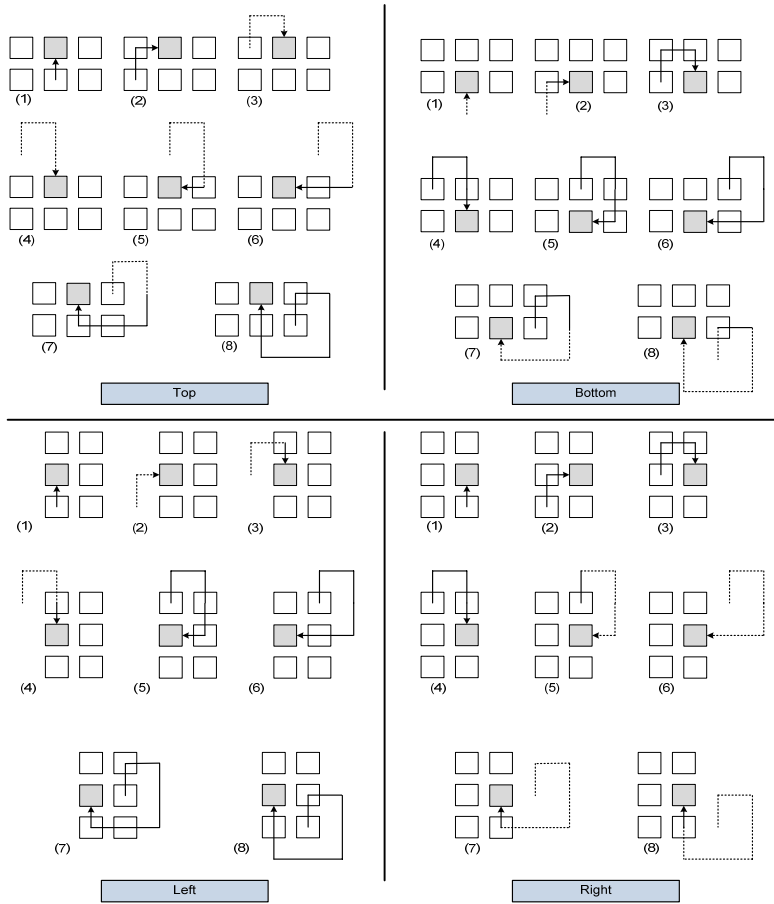 (1) (2) (3)
(4) (5) (6)
(7) (8)
Top
(1) (2) (3)
(4) (5) (6)
(7) (8)
Bottom
(1) (2) (3)
(4) (5) (6)
(7) (8)
Left
(1) (2) (3)
(4) (5) (6)
(7) (8)
Right